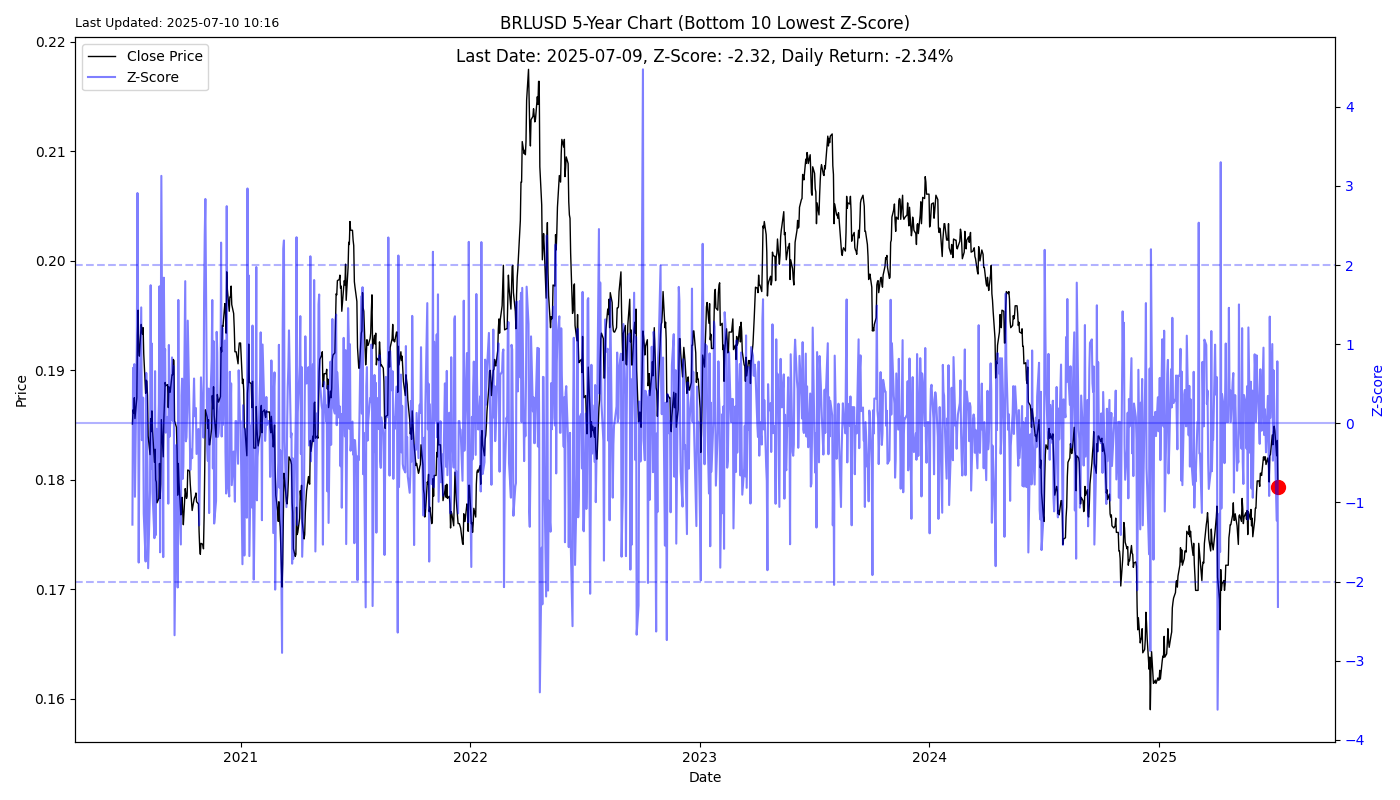 Last Updated: 2025-07-10 10:16
BRLUSD 5-Year Chart (Bottom 10 Lowest Z-Score)
Last Date: 2025-07-09, Z-Score: -2.32, Daily Return: -2.34%
Close Price
Z-Score
0.22
0.21
0.20
0.19
0.18
0.17
0.16
Price
4
3
2
1
0
−1
−2
−3
−4
Z-Score
2021
2022
2023
2024
2025
Date